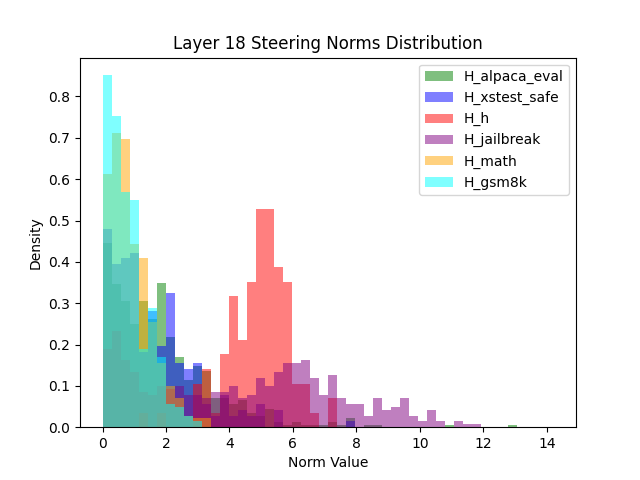 Layer 18 Steering Norms Distribution
H_alpaca_eval
H_xstest_safe
H_h
H_jailbreak
H_math
H_gsm8k
Density
0.8
0.7
0.6
0.5
0.4
0.3
0.2
0.1
0.0
0 2 4 6 8 10 12 14
Norm Value